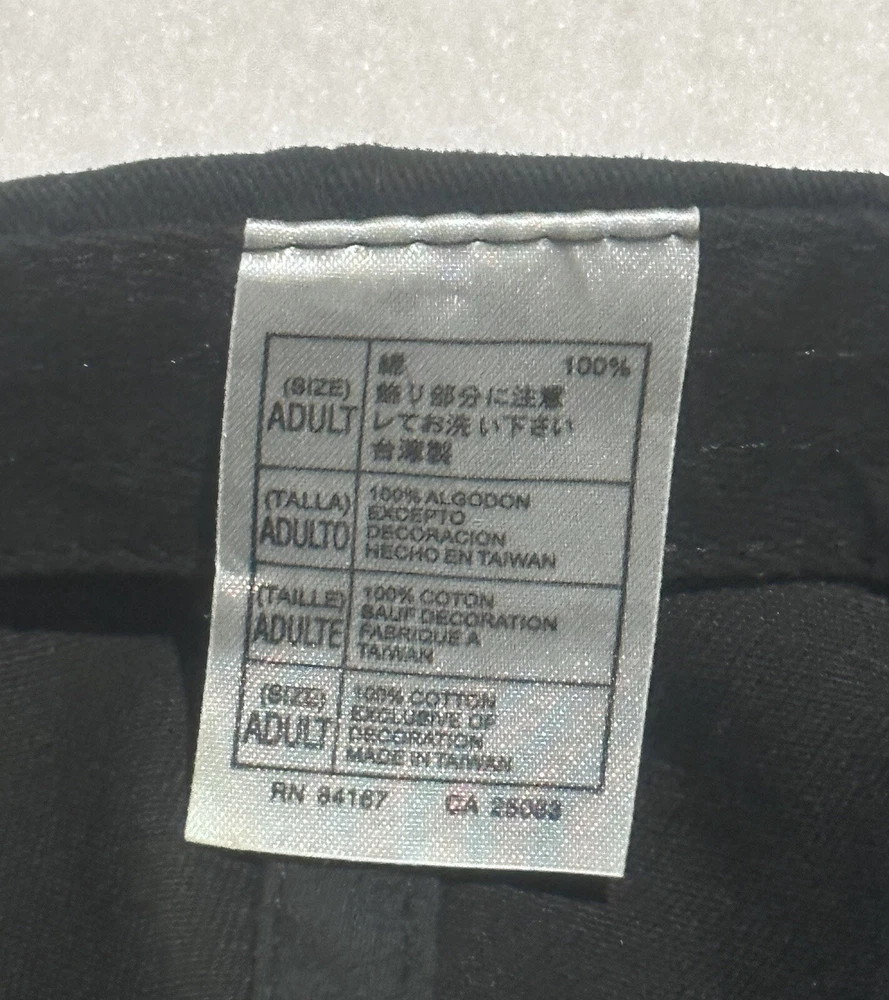 (SIZE)
ADULT
綿 100%
飾り部分に注意
してお洗い下さい
台湾製
(TALLA)
ADULTO
100% ALGODON
EXCEPTO
DECORACION
HECHO EN TAIWAN
(TAILLE)
ADULTE
100% COTON
SAUF DECORATION
FABRIQUE A
TAIWAN
(SIZE)
ADULT
100% COTTON
EXCLUSIVE OF
DECORATION
MADE IN TAIWAN
RN 84167 CA 25083